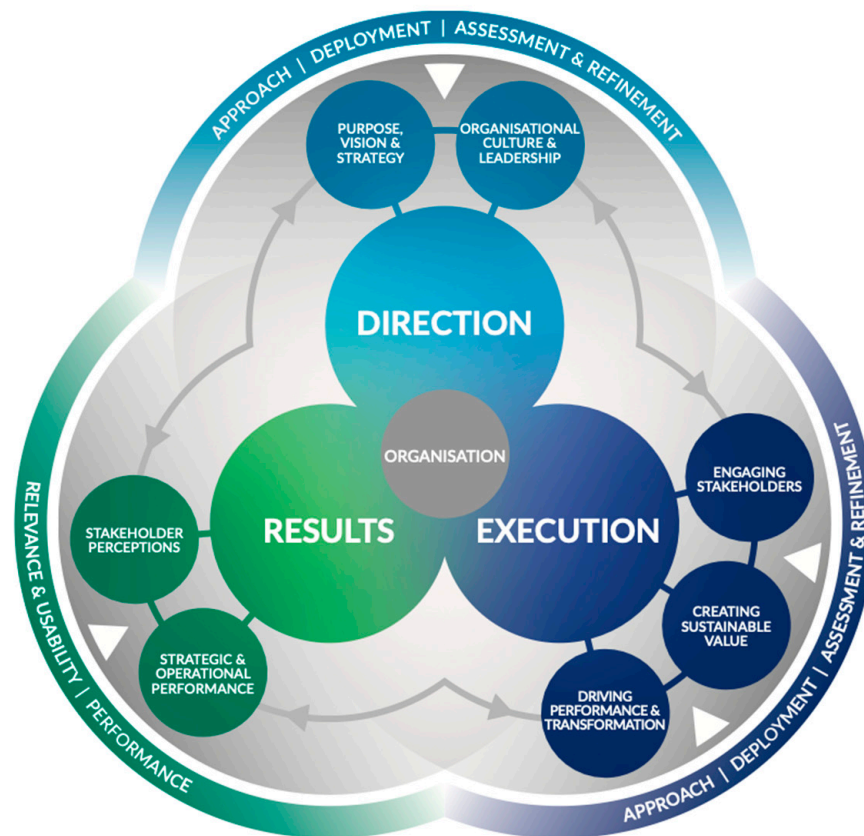 APPROACH | DEPLOYMENT | ASSESSMENT & REFINEMENT
PURPOSE,
VISION &
STRATEGY
ORGANISATIONAL
CULTURE &
LEADERSHIP
DIRECTION
ORGANISATION
RESULTS
EXECUTION
ENGAGING
STAKEHOLDERS
CREATING
SUSTAINABLE
VALUE
DRIVING
PERFORMANCE &
TRANSFORMATION
APPROACH | DEPLOYMENT | ASSESSMENT & REFINEMENT
STAKEHOLDER
PERCEPTIONS
STRATEGIC &
OPERATIONAL
PERFORMANCE
RELEVANCE & USABILITY | PERFORMANCE